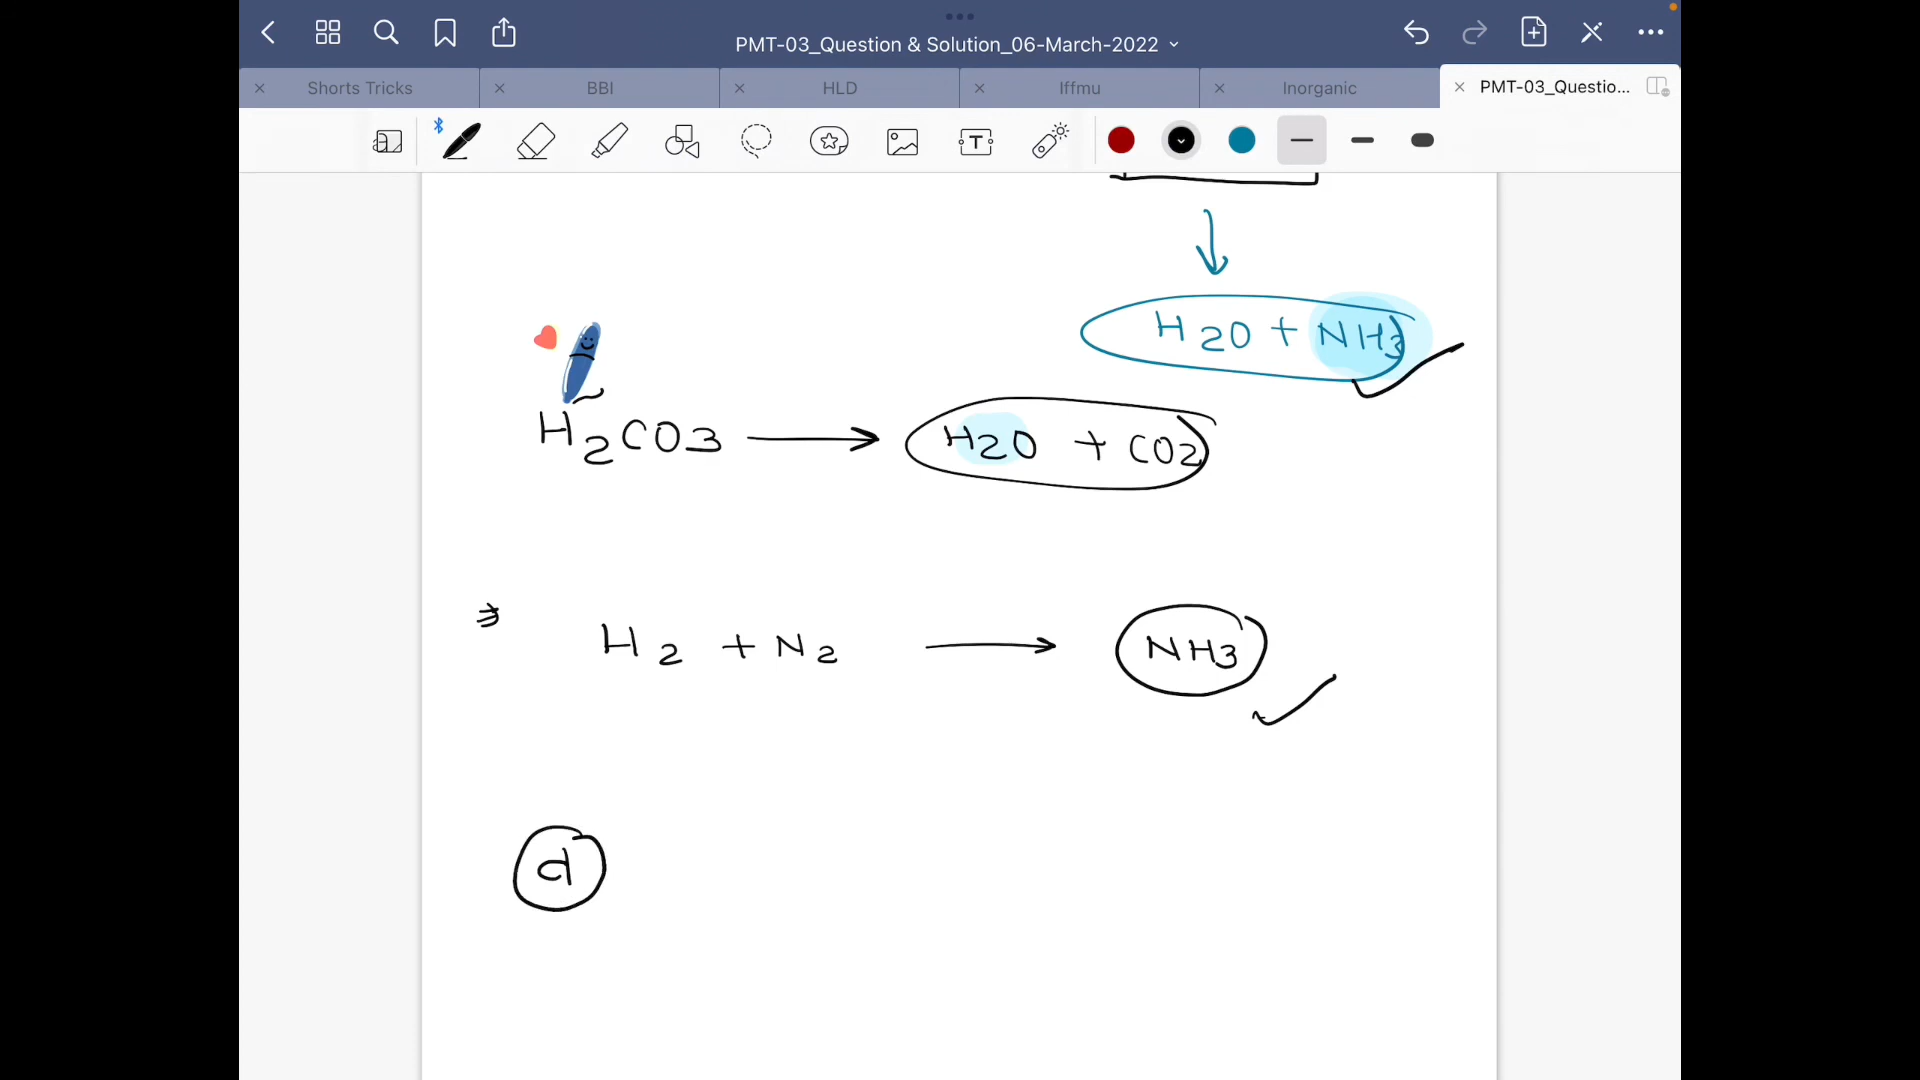 PMT-03_Question & Solution_06-March-2022
Shorts Tricks
BBI
HLD
Iffmu
Inorganic
PMT-03_Questio...
H2O + NH3
H2CO3 → H2O + CO2
⇒ H2 + N2 → NH3
d